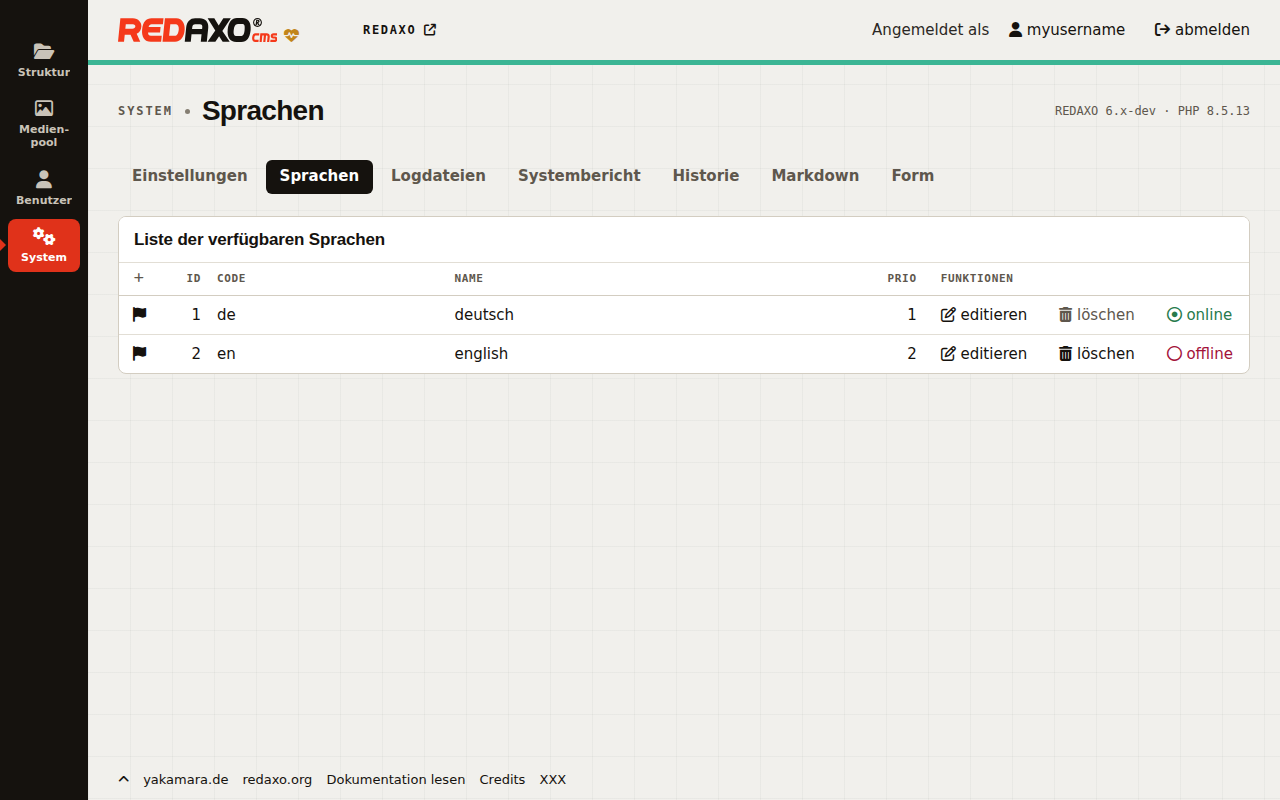 REDAXO® cms
REDAXO
Angemeldet als myusername abmelden
Struktur
Medien-
pool
Benutzer
System
SYSTEM • Sprachen
REDAXO 6.x-dev · PHP 8.5.13
Einstellungen Sprachen Logdateien Systembericht Historie Markdown Form
Liste der verfügbaren Sprachen
+ ID CODE NAME PRIO FUNKTIONEN
1 de deutsch 1 editieren löschen online
2 en english 2 editieren löschen offline
yakamara.de redaxo.org Dokumentation lesen Credits XXX